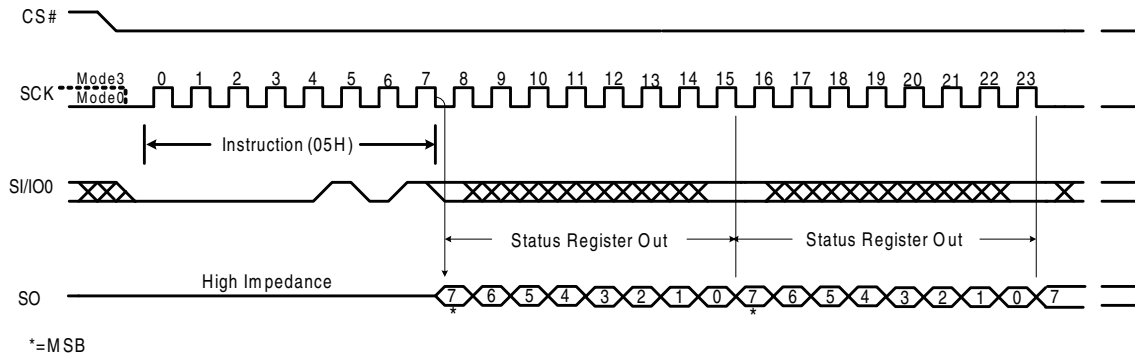 CS#
Mode3
SCK
Mode0
0 1 2 3 4 5 6 7 8 9 10 11 12 13 14 15 16 17 18 19 20 21 22 23
Instruction (05H)
SI/IO0
Status Register Out Status Register Out
High Impedance
SO
7 6 5 4 3 2 1 0 7 6 5 4 3 2 1 0 7
* *
*=MSB